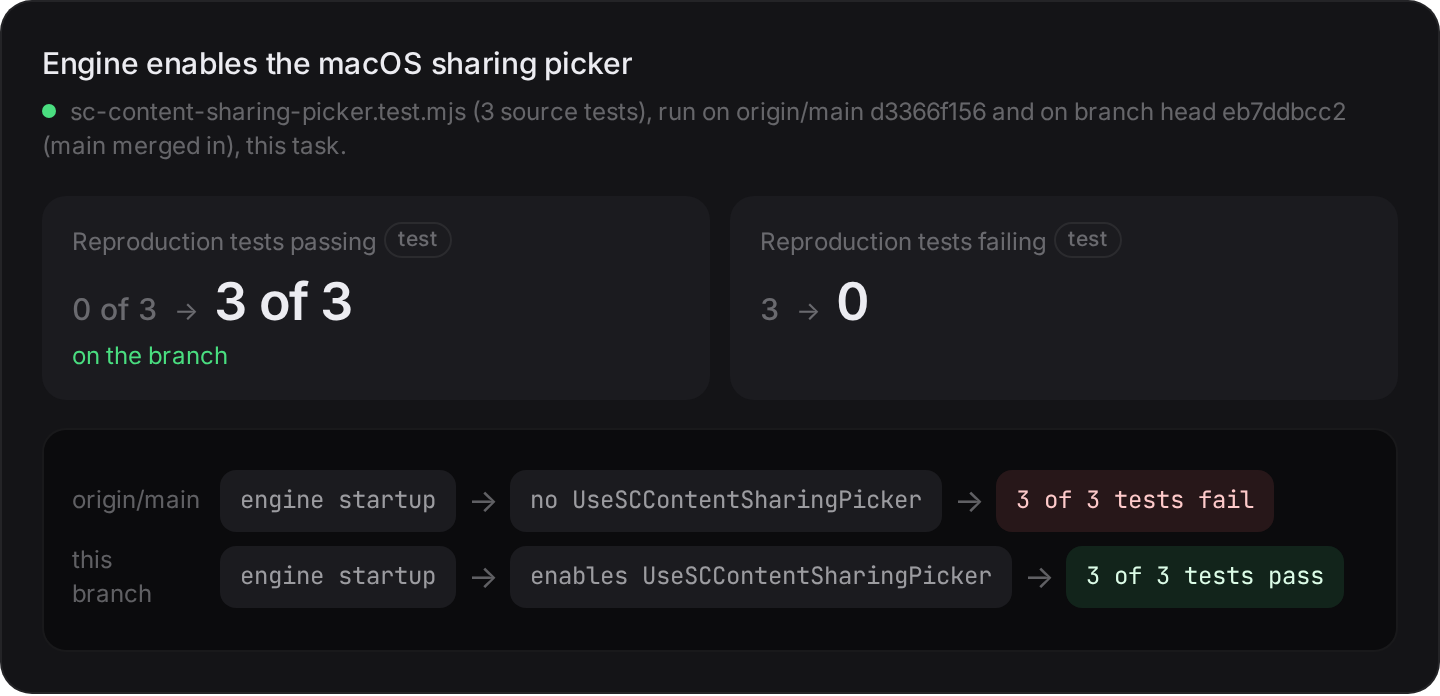 Engine enables the macOS sharing picker
sc-content-sharing-picker.test.mjs (3 source tests), run on origin/main d3366f156 and on branch head eb7ddbcc2
(main merged in), this task.
Reproduction tests passing test
0 of 3 → 3 of 3
on the branch
Reproduction tests failing test
3 → 0
origin/main engine startup → no UseSCContentSharingPicker → 3 of 3 tests fail
this
branch
engine startup → enables UseSCContentSharingPicker → 3 of 3 tests pass